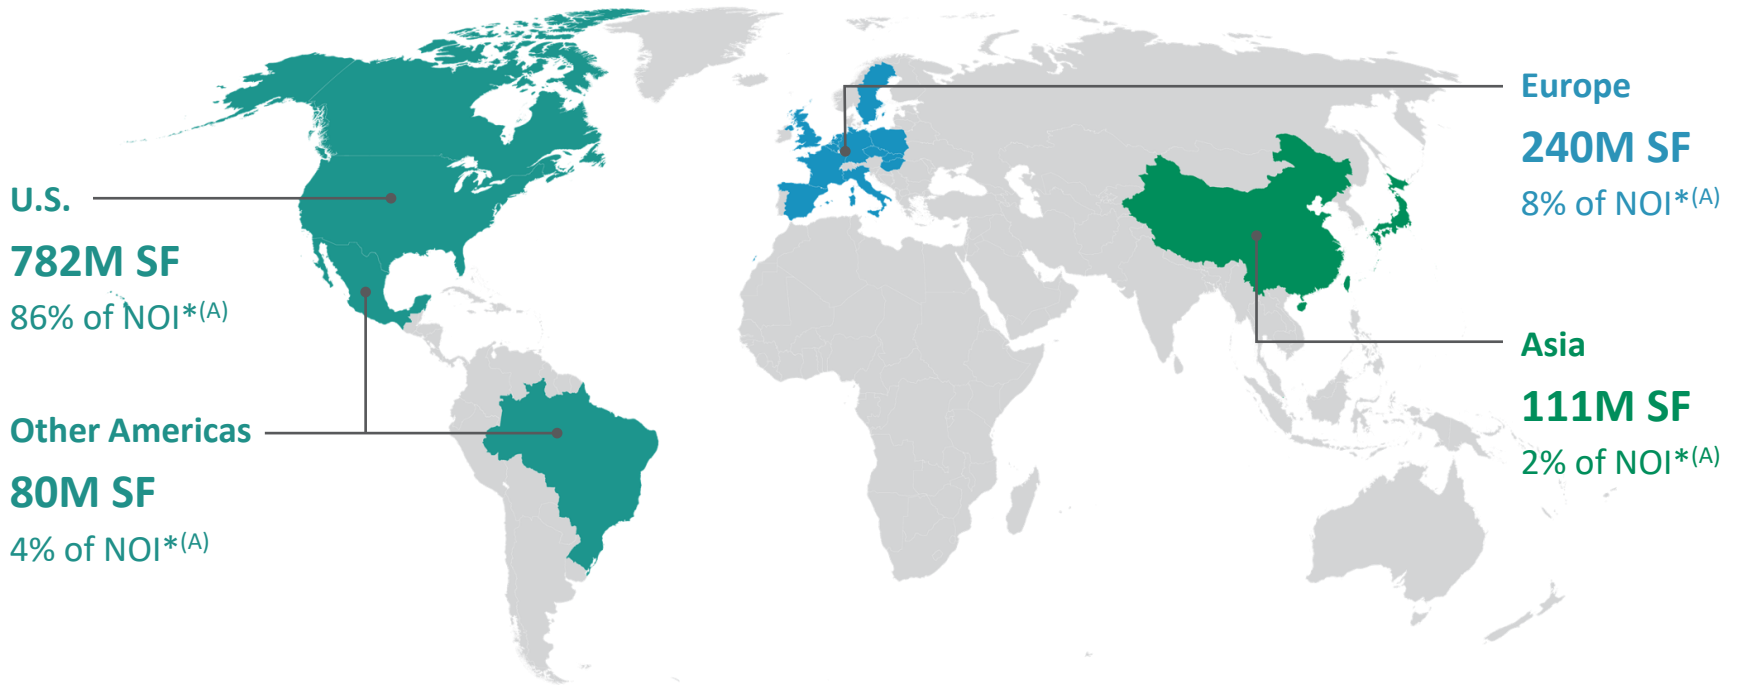 U.S.
782M SF
86% of NOI*(A)
Other Americas
80M SF
4% of NOI*(A)
Europe
240M SF
8% of NOI*(A)
Asia
111M SF
2% of NOI*(A)